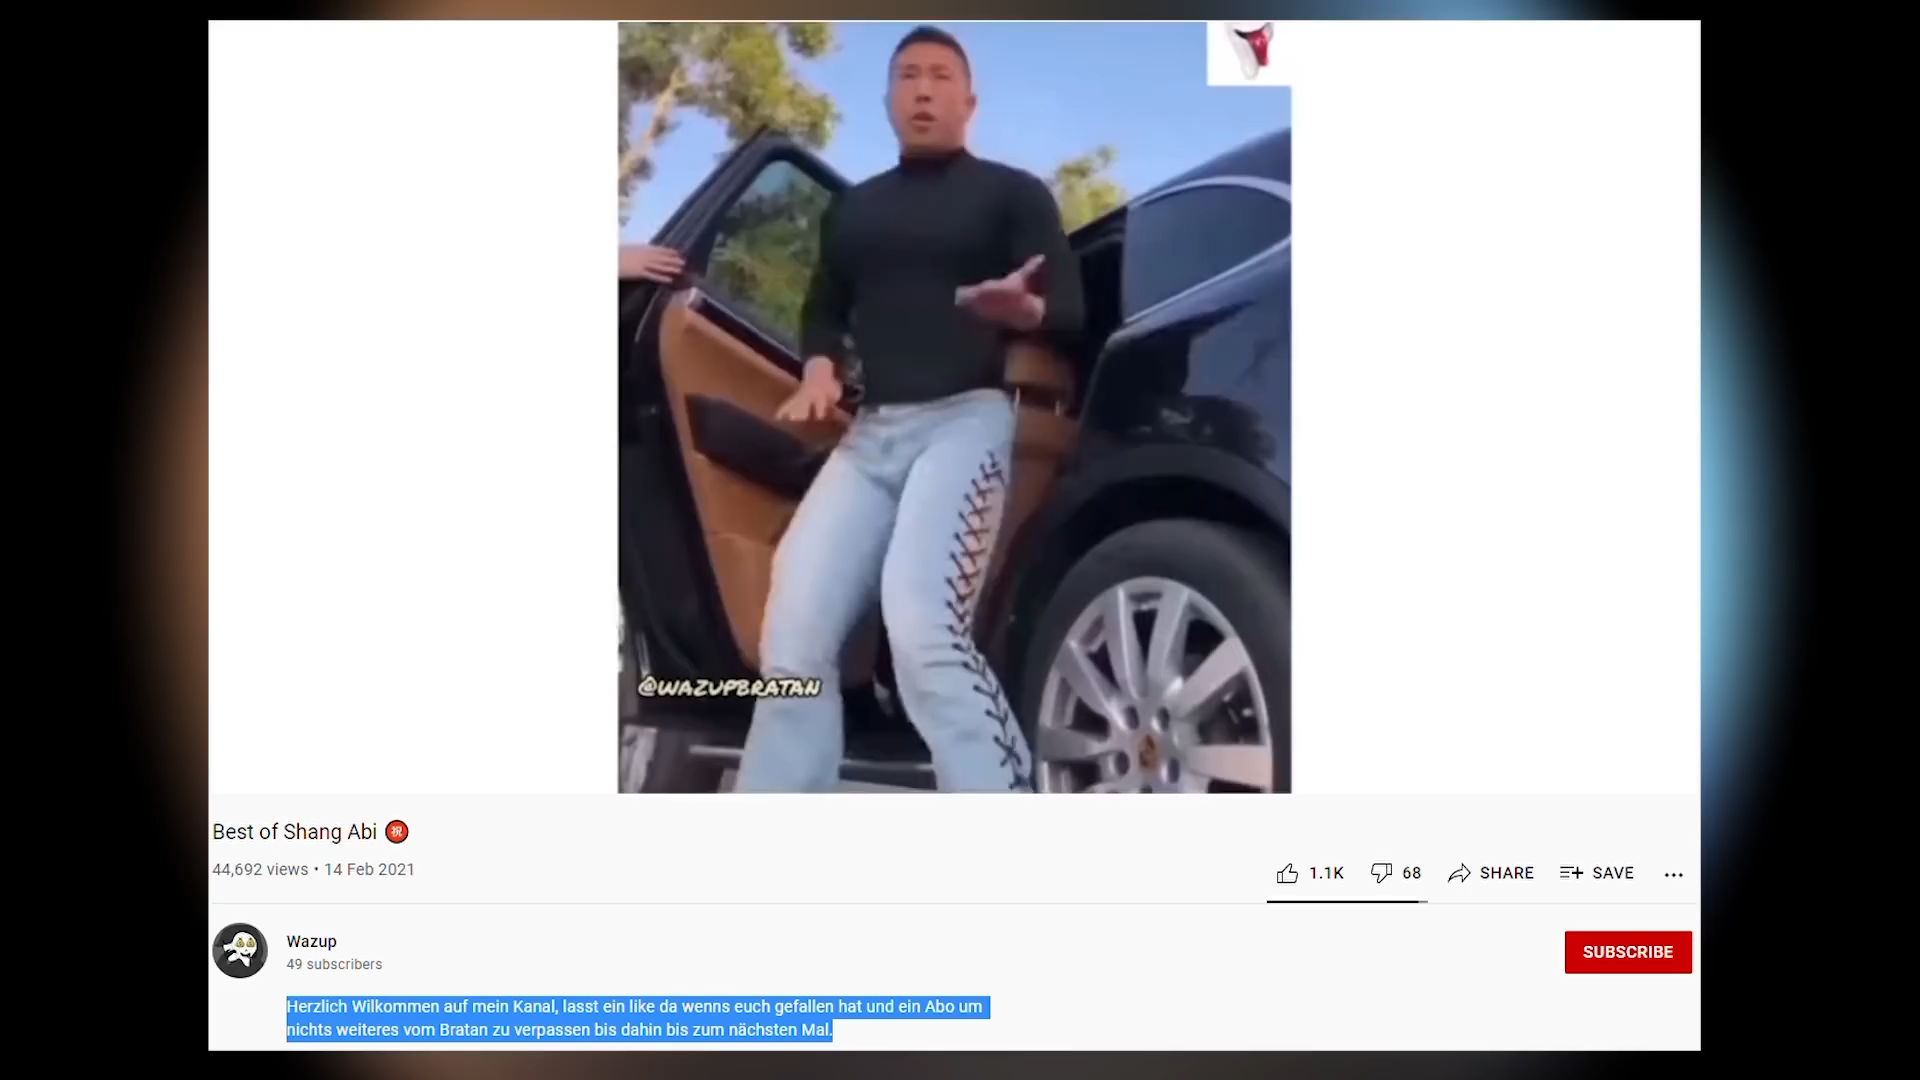 @WAZUPBRATAN
Best of Shang Abi ㊗
44,692 views • 14 Feb 2021
1.1K 68 SHARE SAVE
Wazup
49 subscribers
SUBSCRIBE
Herzlich Wilkommen auf mein Kanal, lasst ein like da wenns euch gefallen hat und ein Abo um
nichts weiteres vom Bratan zu verpassen bis dahin bis zum nächsten Mal.